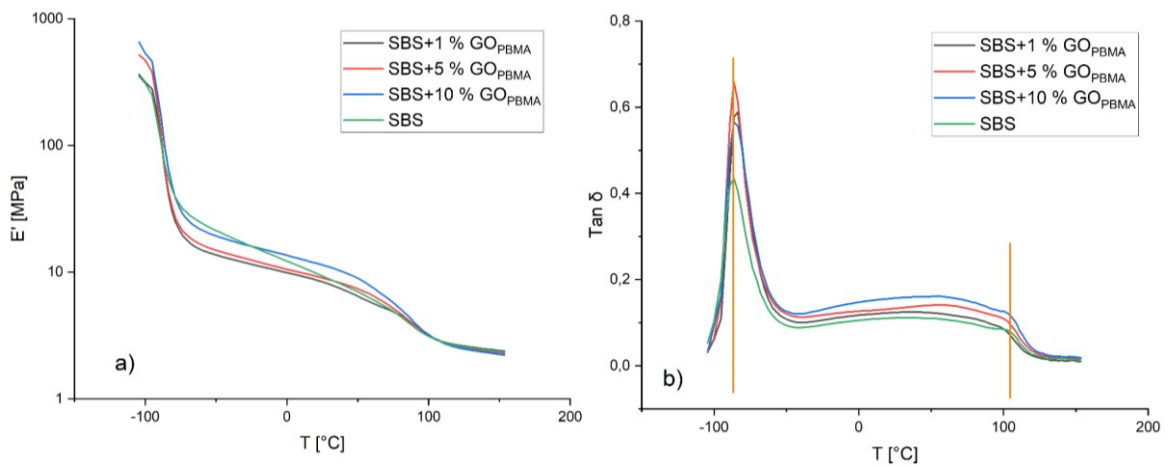 1000
100
10
1
E' [MPa]
SBS+1 % GOPBMA
SBS+5 % GOPBMA
SBS+10 % GOPBMA
SBS
a)
-100
0
100
200
T [°C]
0,8
0,6
0,4
0,2
0,0
Tan δ
SBS+1 % GOPBMA
SBS+5 % GOPBMA
SBS+10 % GOPBMA
SBS
b)
-100
0
100
200
T [°C]